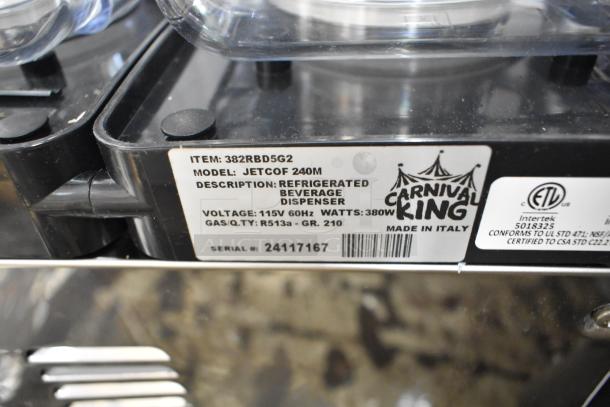 ITEM: 382RBD5G2
MODEL: JETCOF 240M
DESCRIPTION: REFRIGERATED
BEVERAGE
DISPENSER
VOLTAGE: 115V 60Hz WATTS: 380W
GAS/Q.TY: R513a - GR. 210
SERIAL #: 24117167
CARNIVAL
KING
MADE IN ITALY
C ETL US
Intertek
5018325
CONFORMS TO UL STD 471; NSF/
CERTIFIED TO CSA STD C22.2